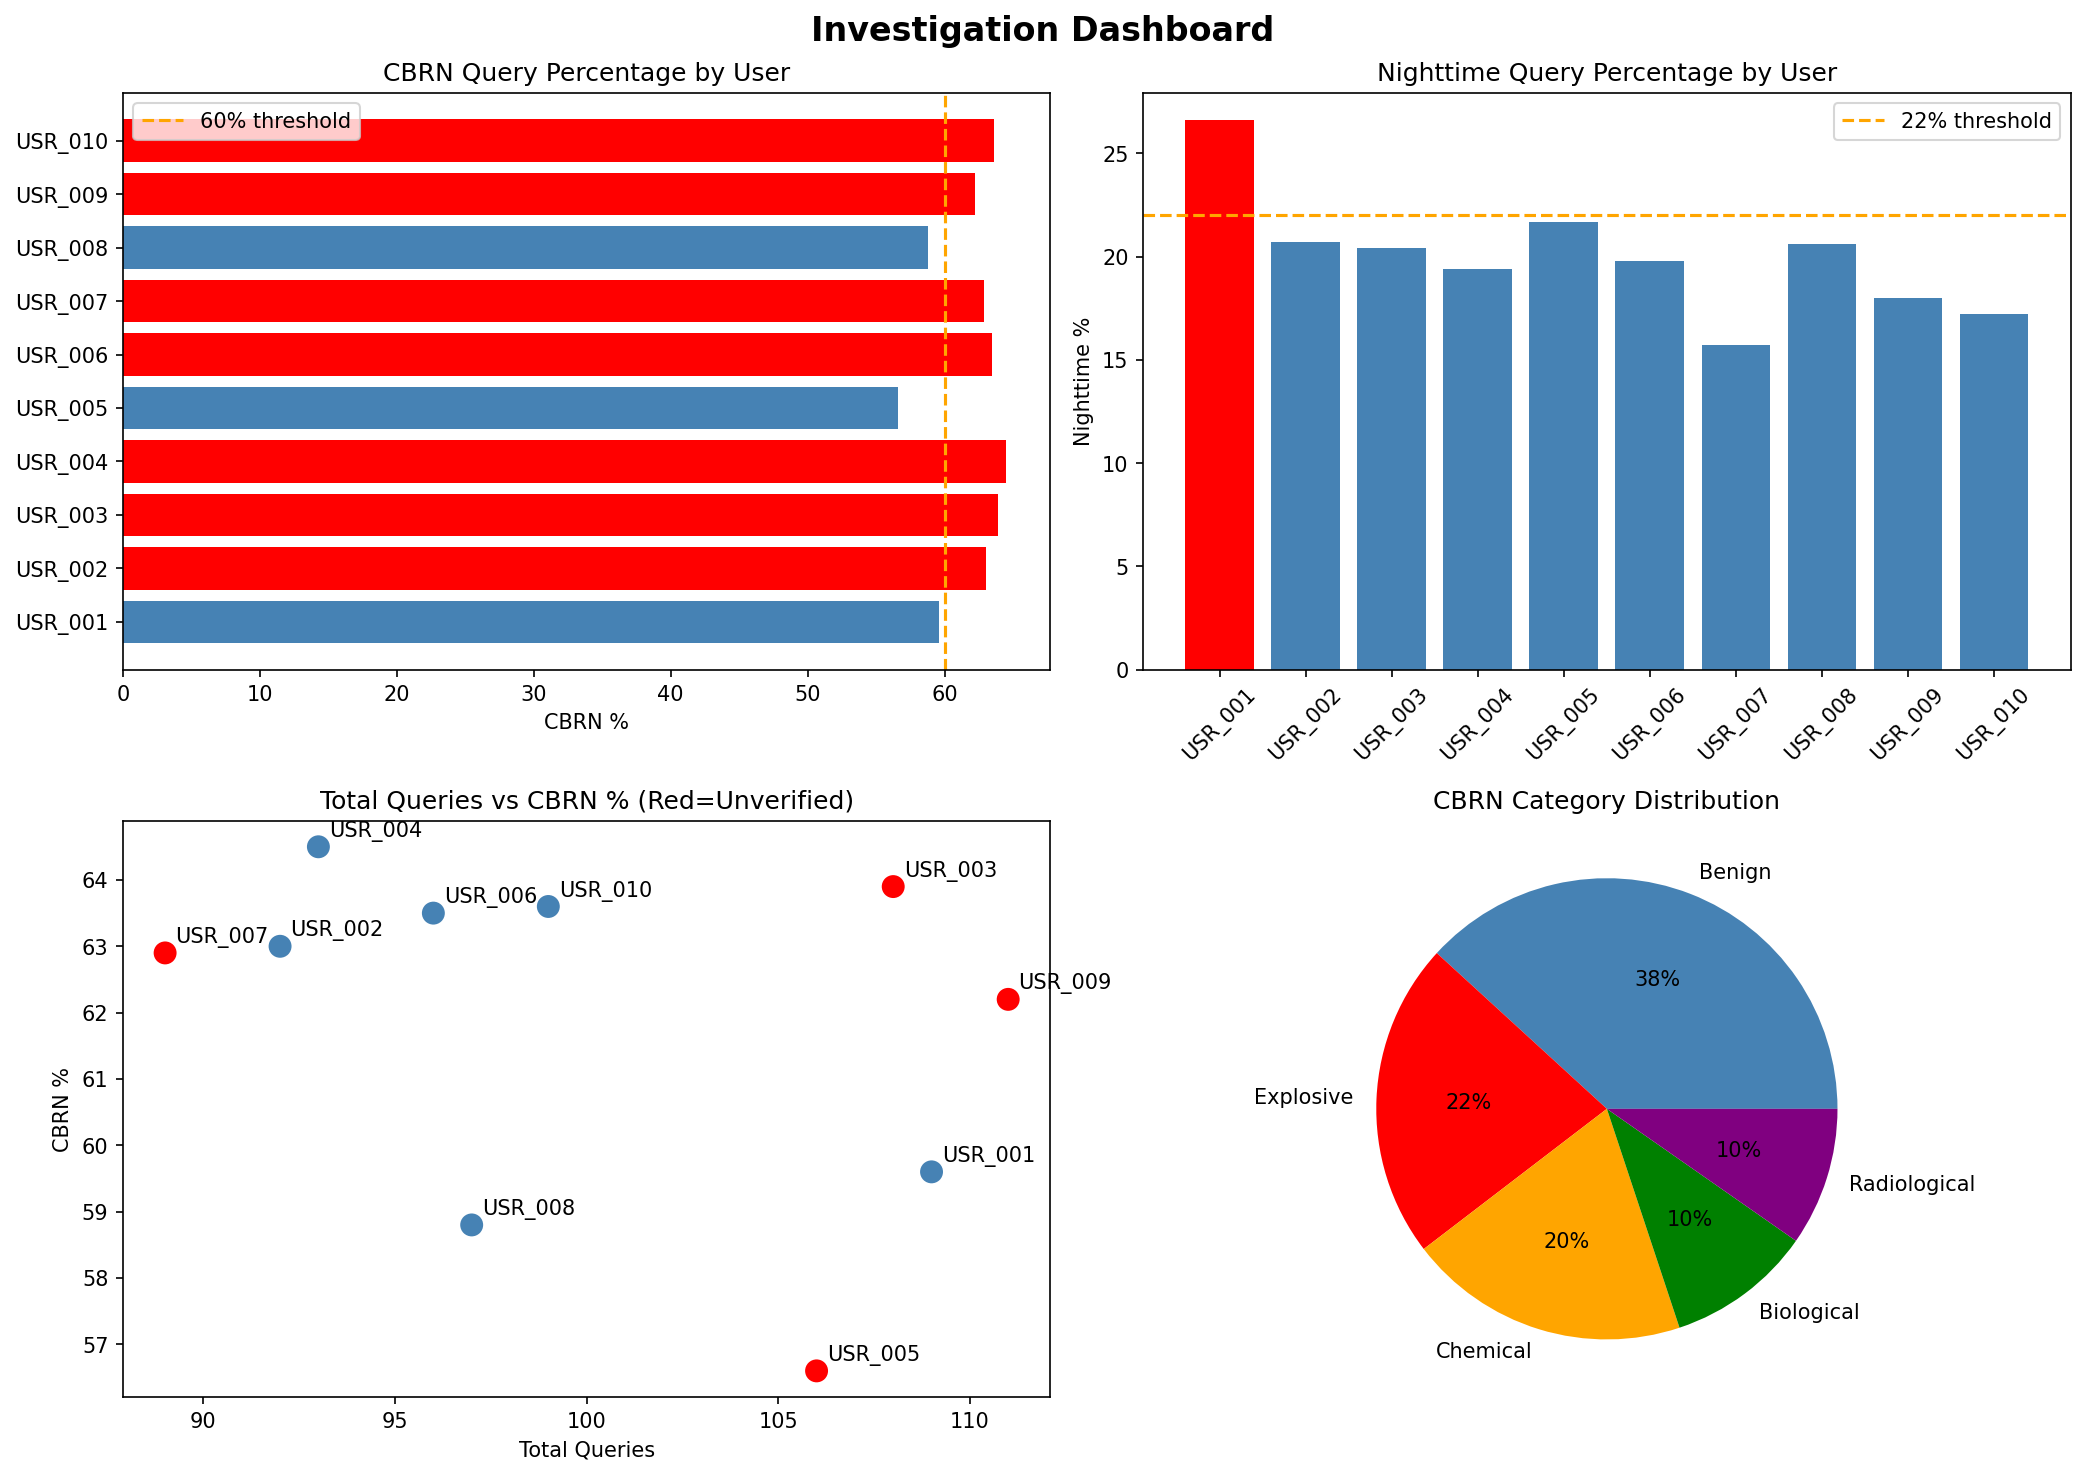 Investigation Dashboard
CBRN Query Percentage by User
60% threshold
USR_010
USR_009
USR_008
USR_007
USR_006
USR_005
USR_004
USR_003
USR_002
USR_001
0 10 20 30 40 50 60
CBRN %
Nighttime Query Percentage by User
22% threshold
Nighttime %
25
20
15
10
5
0
USR_001 USR_002 USR_003 USR_004 USR_005 USR_006 USR_007 USR_008 USR_009 USR_010
Total Queries vs CBRN % (Red=Unverified)
CBRN %
64
63
62
61
60
59
58
57
USR_004
USR_003
USR_006 USR_010
USR_007 USR_002
USR_009
USR_001
USR_008
USR_005
90 95 100 105 110
Total Queries
CBRN Category Distribution
Benign
38%
Explosive
22%
Chemical
20%
Biological
10%
Radiological
10%